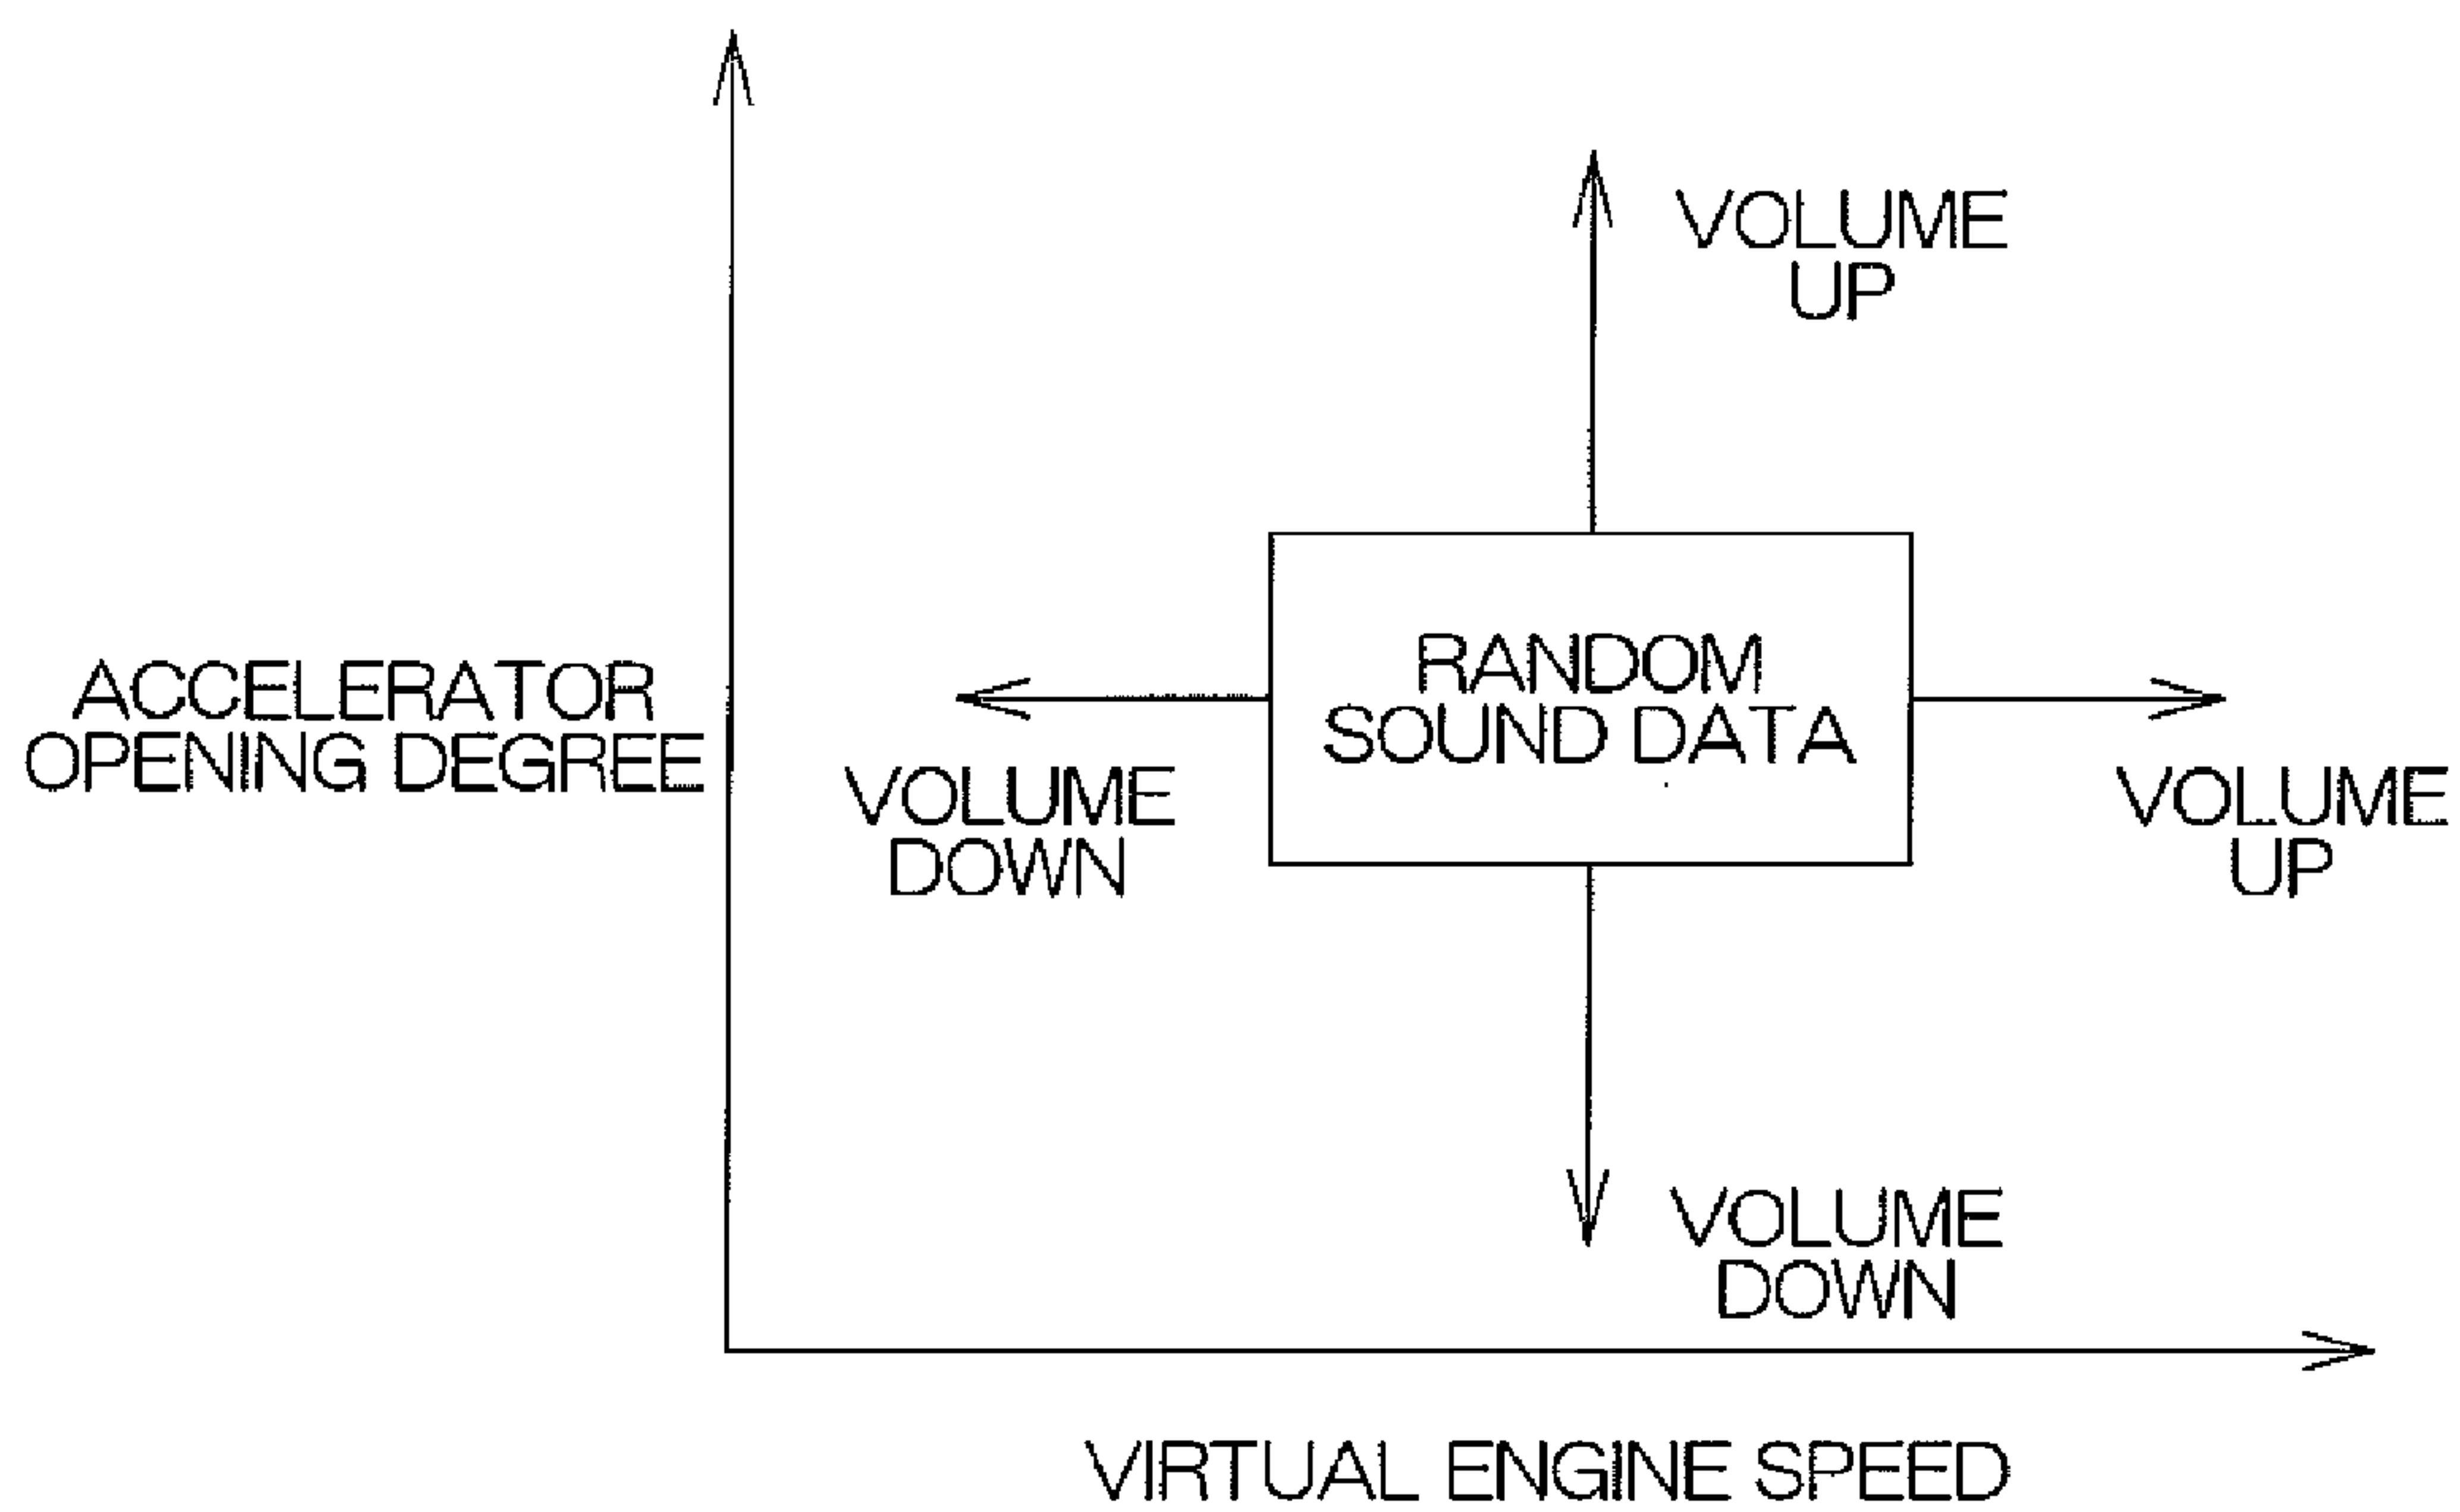 VOLUME
UP
RANDOM
SOUND DATA
ACCELERATOR
OPENING DEGREE
VOLUME
DOWN
VOLUME
UP
VOLUME
DOWN
VIRTUAL ENGINE SPEED